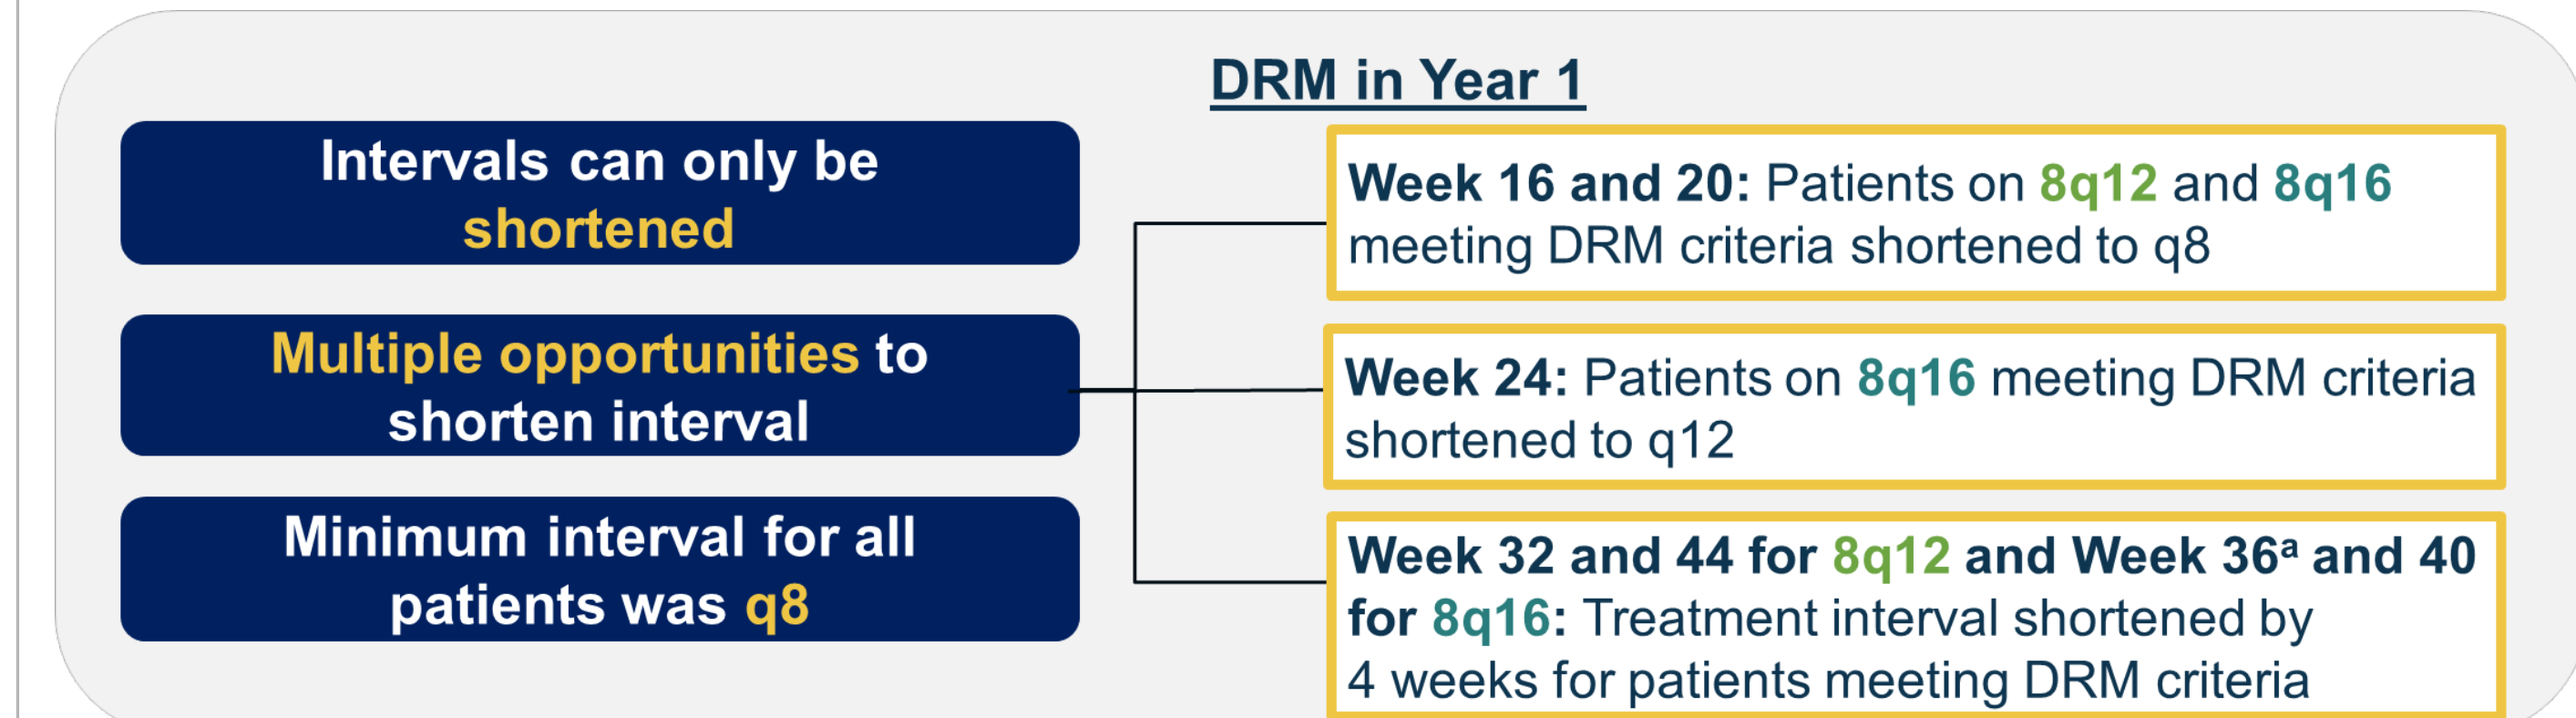 DRM in Year 1
Intervals can only be
shortened
Multiple opportunities to
shorten interval
Minimum interval for all
patients was q8
Week 16 and 20: Patients on 8q12 and 8q16
meeting DRM criteria shortened to q8
Week 24: Patients on 8q16 meeting DRM criteria
shortened to q12
Week 32 and 44 for 8q12 and Week 36ᵃ and 40
for 8q16: Treatment interval shortened by
4 weeks for patients meeting DRM criteria